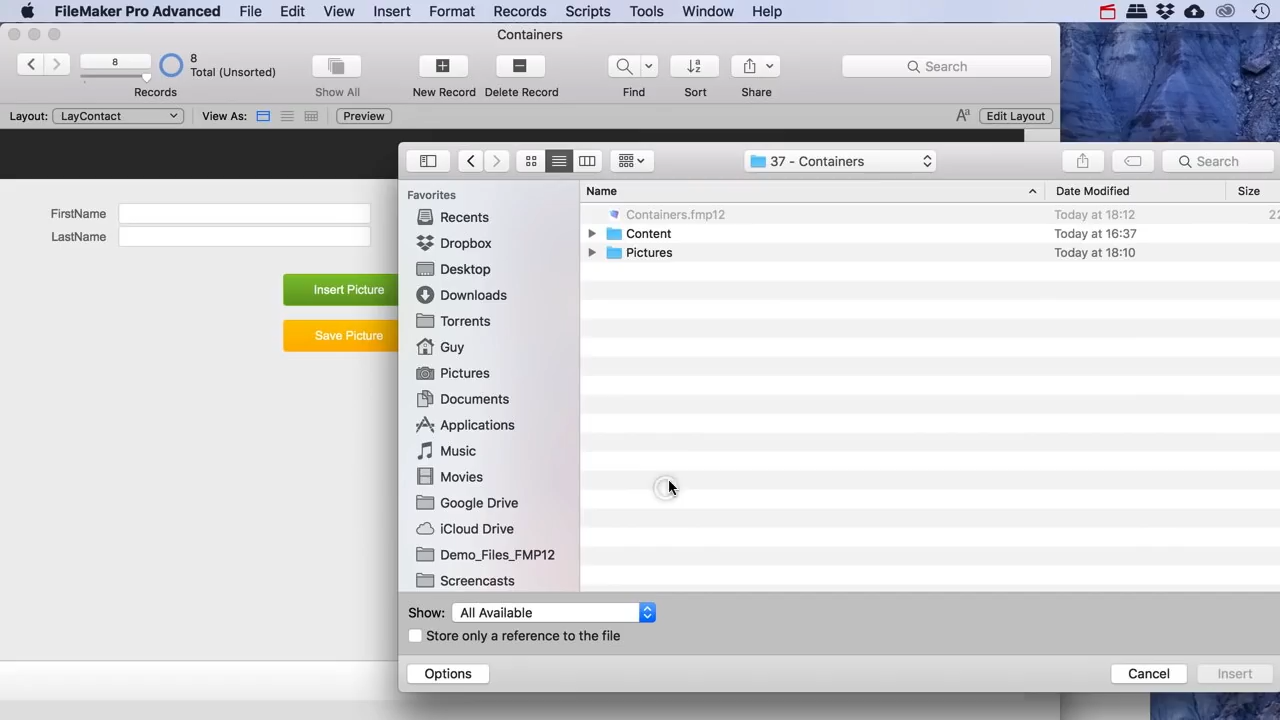 FileMaker Pro Advanced File Edit View Insert Format Records Scripts Tools Window Help
Containers
8
8
Total (Unsorted)
Search
Records Show All New Record Delete Record Find Sort Share
Layout: LayContact View As: Preview Aa Edit Layout
37 - Containers Search
Favorites
Name Date Modified Size
Containers.fmp12 Today at 18:12 22
Content Today at 16:37
Pictures Today at 18:10
Recents
Dropbox
Desktop
Downloads
Torrents
Guy
Pictures
Documents
Applications
Music
Movies
Google Drive
iCloud Drive
Demo_Files_FMP12
Screencasts
FirstName
LastName
Insert Picture
Save Picture
Show: All Available
Store only a reference to the file
Options Cancel Insert